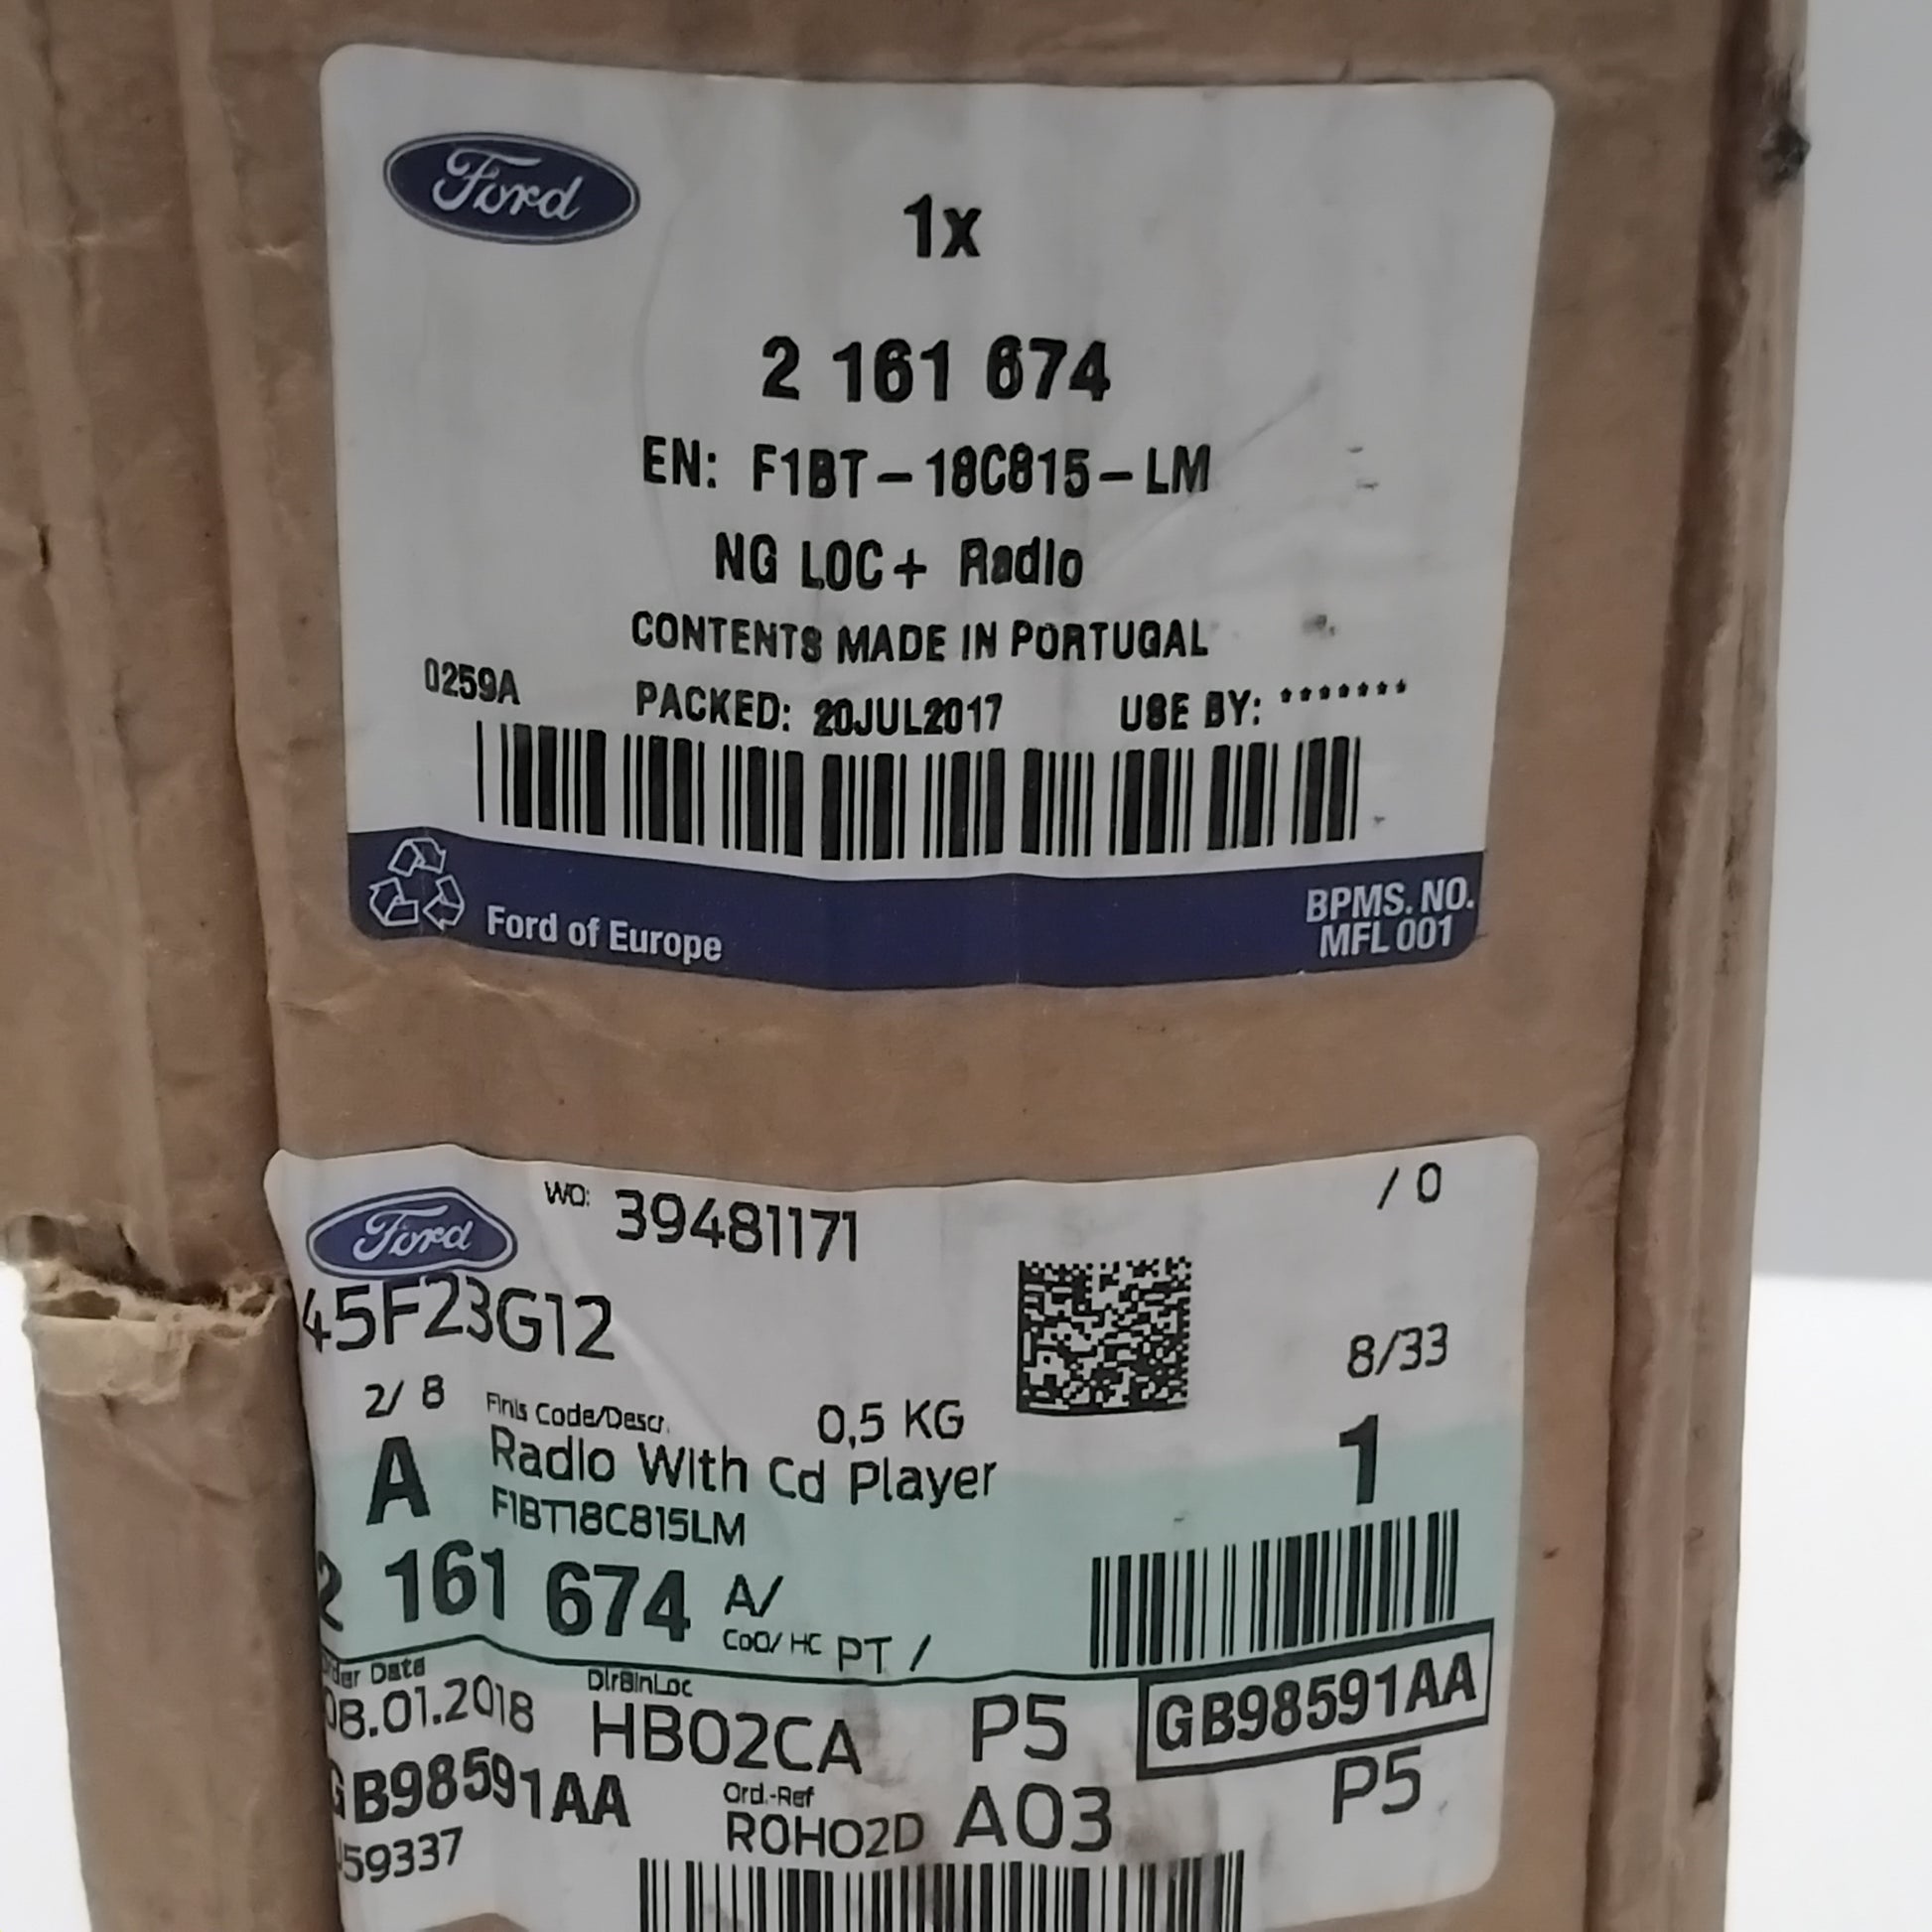 Ford
1x
2 161 674
EN: F1BT-18C815-LM
NG LOC+ Radio
CONTENTS MADE IN PORTUGAL
0259A PACKED: 20JUL2017 USE BY: *******
Ford of Europe
BPMS. NO.
MFL 001
Ford
WO: 39481171 / 0
45F23G12
8/33
2/ 8 Finis Code/Descr. 0,5 KG
A Radio With Cd Player 1
F1BT18C815LM
2 161 674 A/
CoO/ HC PT /
Order Date DlrBinLoc
08.01.2018 HB02CA P5 GB98591AA
GB98591AA Ord.-Ref P5
R0H02D A03
59337